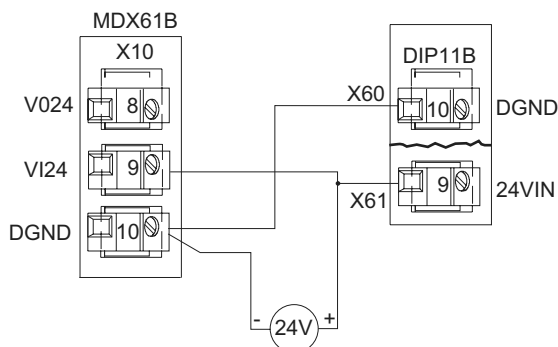 MDX61B
X10
V024
8
VI24
9
DGND
10
DIP11B
X60
10
DGND
X61
9
24VIN
-
24V
+